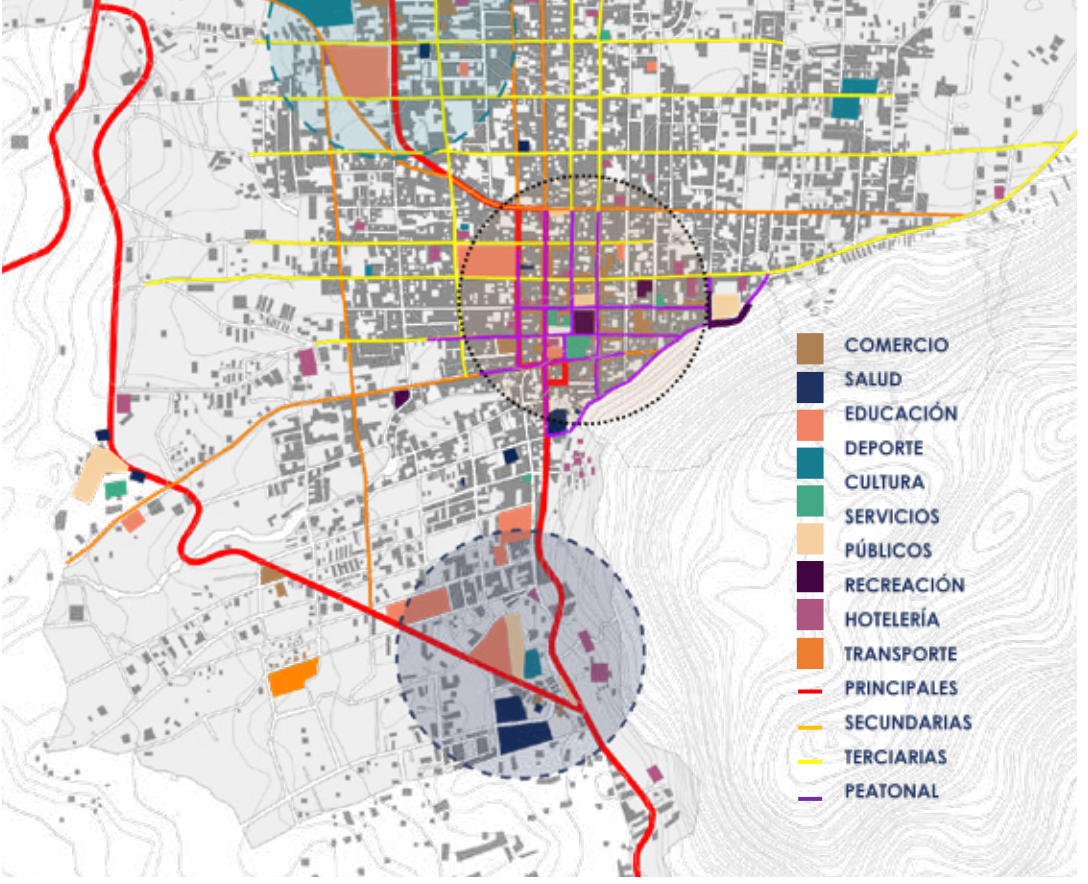 COMERCIO
SALUD
EDUCACIÓN
DEPORTE
CULTURA
SERVICIOS
PÚBLICOS
RECREACIÓN
HOTELERÍA
TRANSPORTE
PRINCIPALES
SECUNDARIAS
TERCIARIAS
PEATONAL